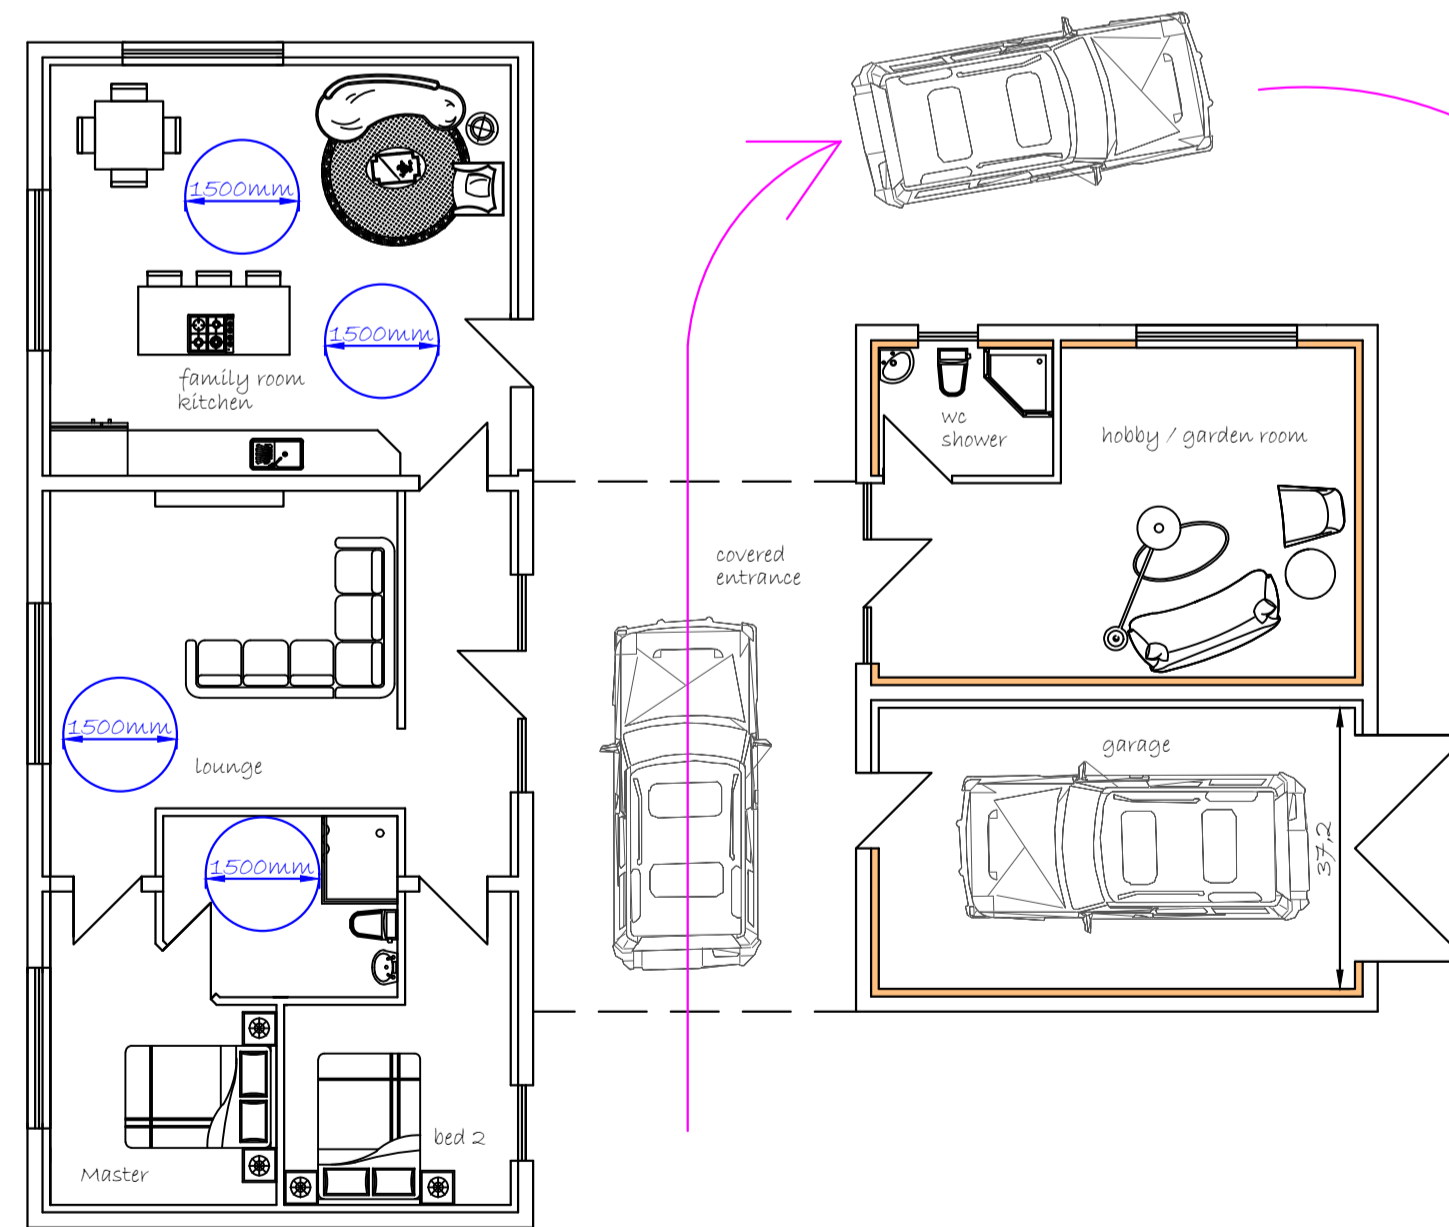 1500mm
1500mm
family room
kitchen
wc
shower
hobby / garden room
covered
entrance
1500mm
lounge
garage
37,2
1500mm
Master
bed 2